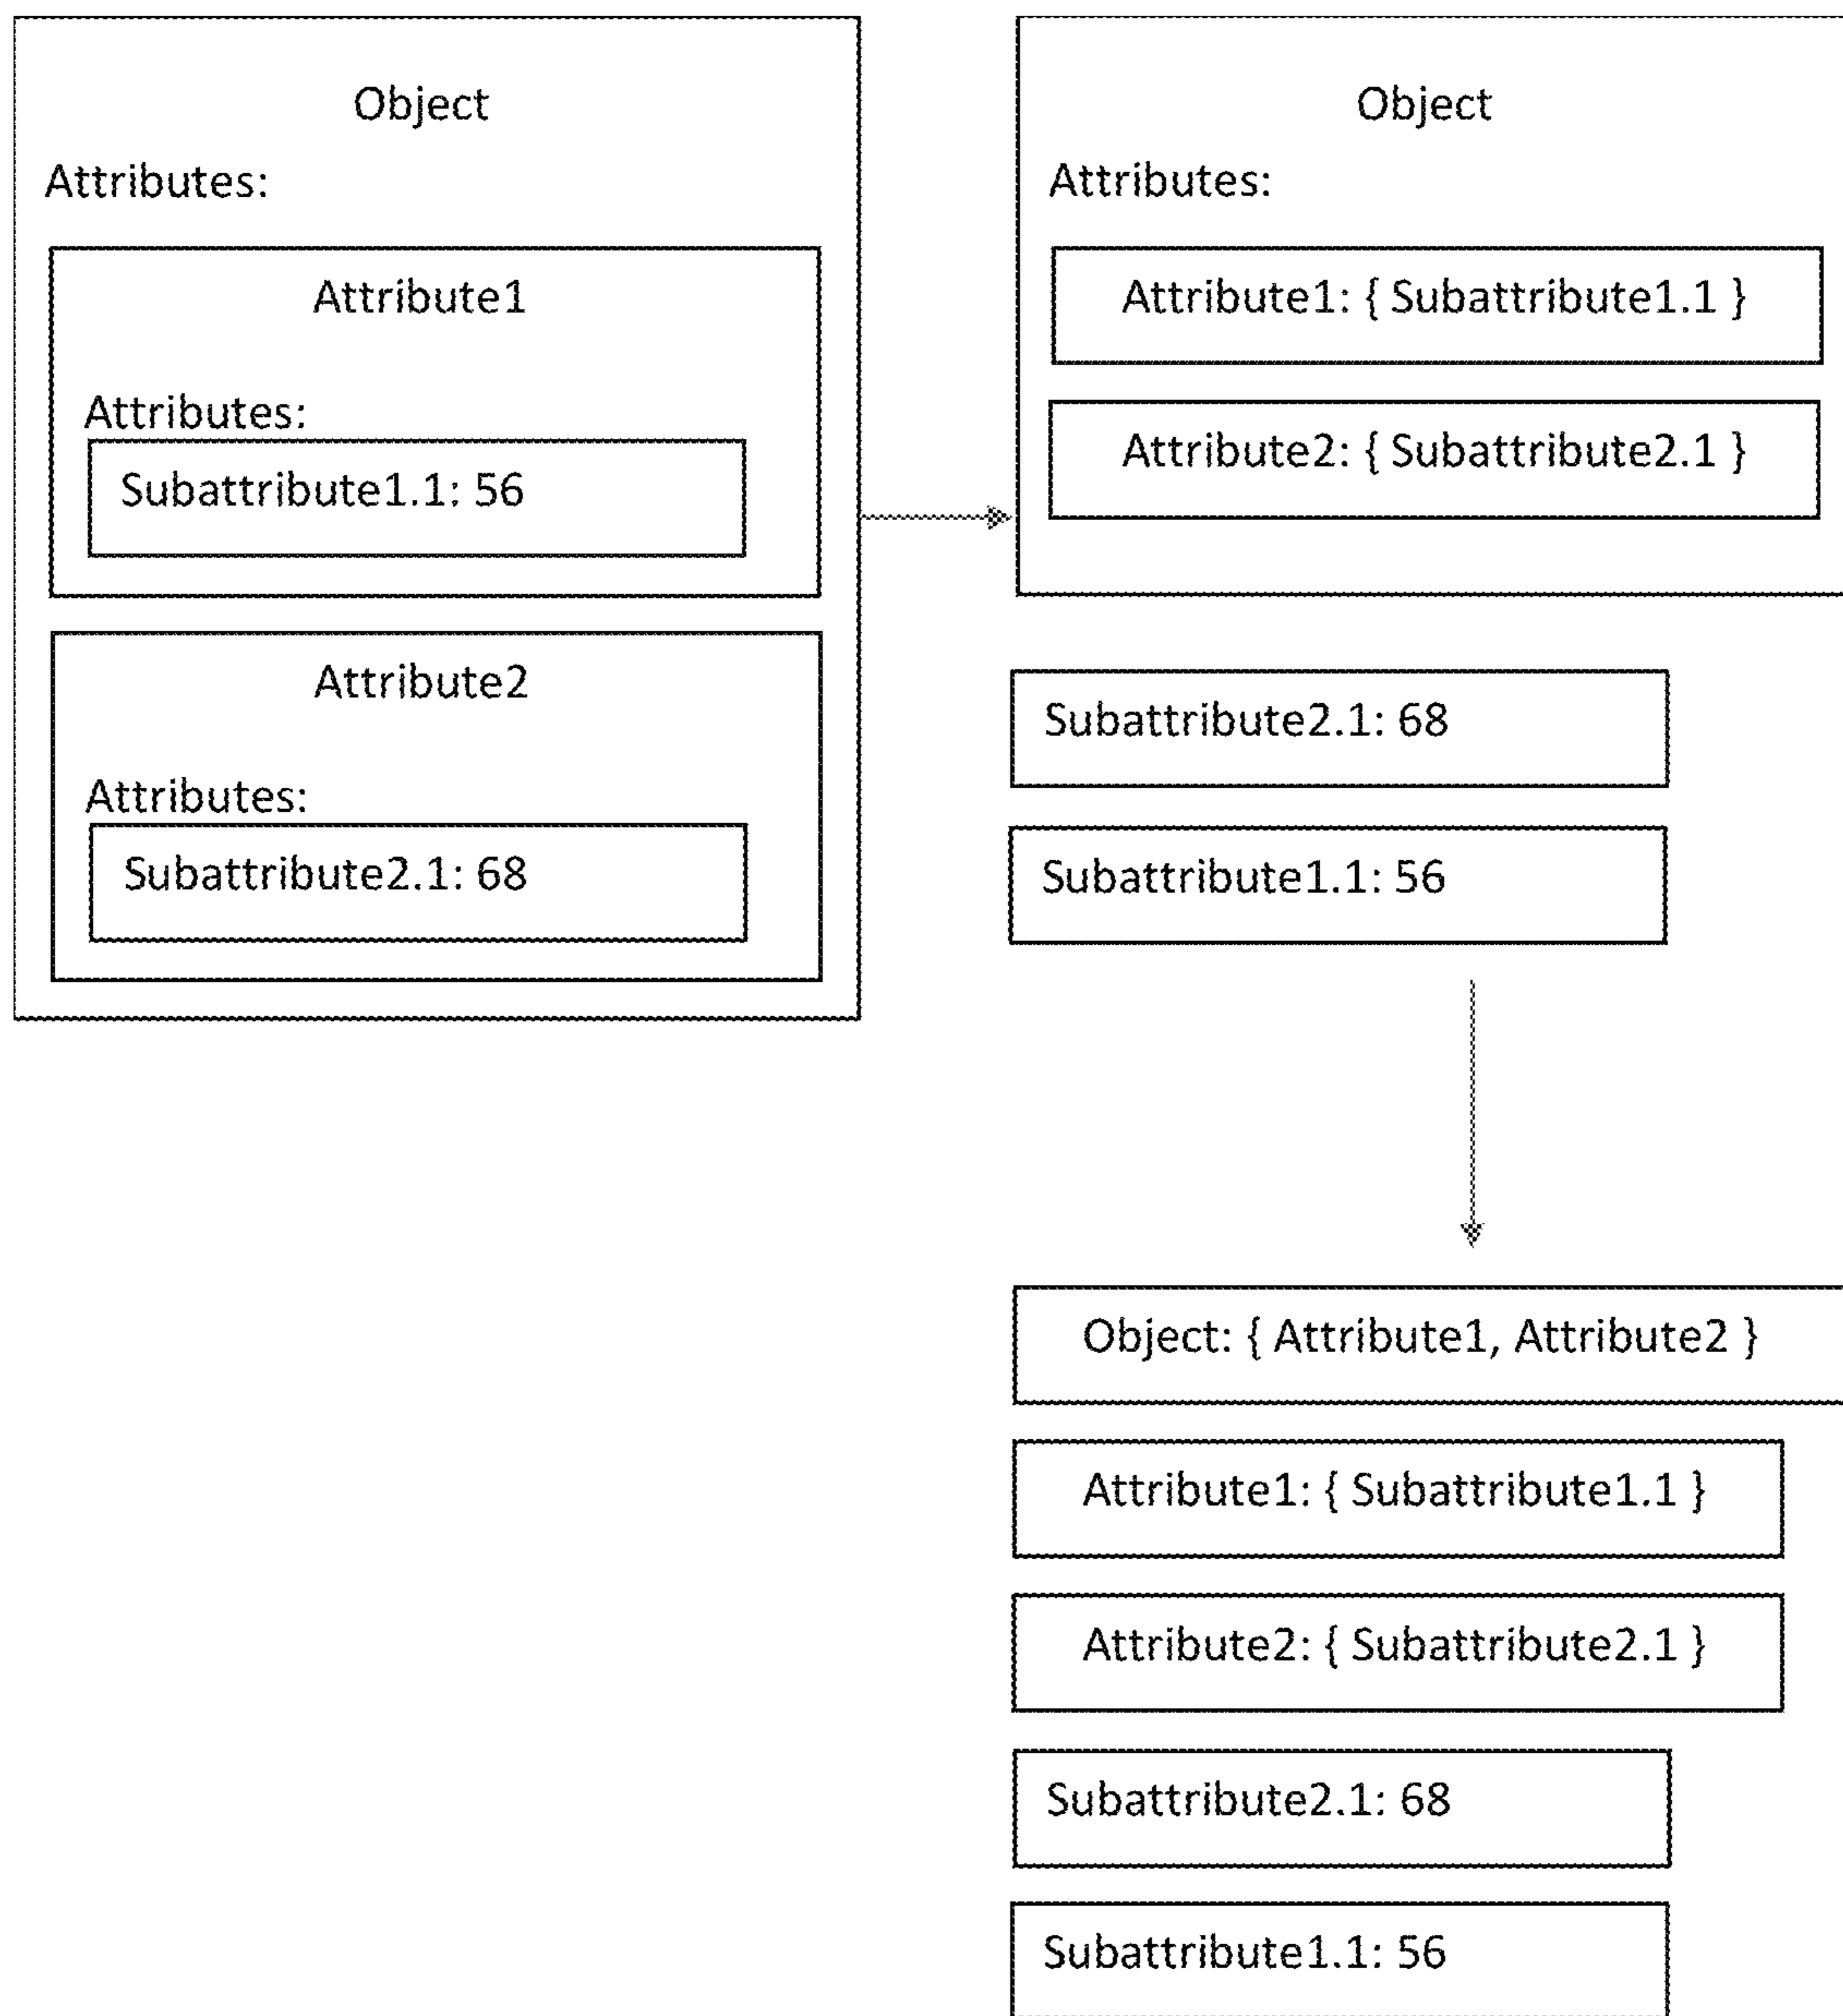 Object
Attributes:
Attribute1
Attributes:
Subattribute1.1: 56
Attribute2
Attributes:
Subattribute2.1: 68
Object
Attributes:
Attribute1: { Subattribute1.1 }
Attribute2: { Subattribute2.1 }
Subattribute2.1: 68
Subattribute1.1: 56
Object: { Attribute1, Attribute2 }
Attribute1: { Subattribute1.1 }
Attribute2: { Subattribute2.1 }
Subattribute2.1: 68
Subattribute1.1: 56